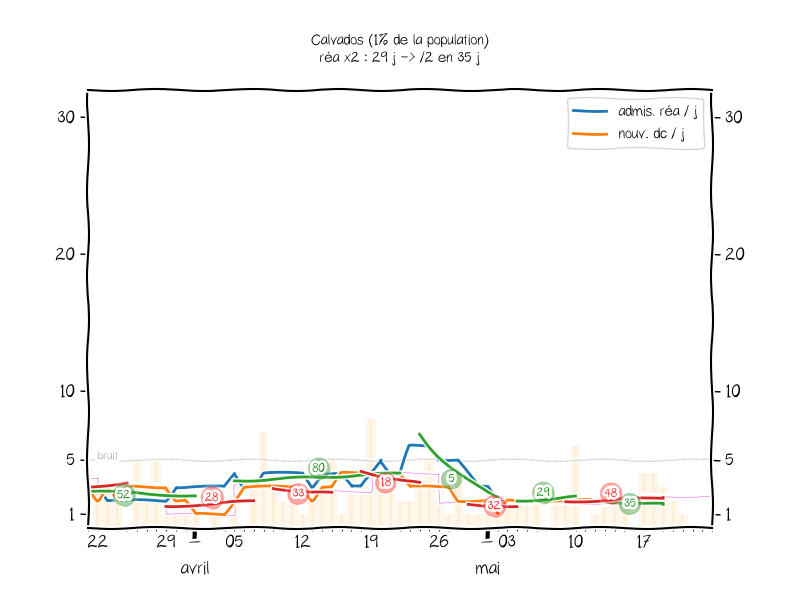 Calvados (1% de la population)
réa x2 : 29 j -> /2 en 35 j
admis. réa / j
nouv. dc / j
30 30
20 20
10 10
5 bruit 5
1 1
52 28 80 33 18 5 32 29 48 35
22 29 1 05 12 19 26 1 03 10 17
avril mai